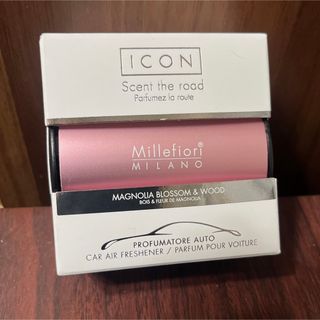 ICON
Scent the road
Parfumez la route
Millefiori
MILANO
MAGNOLIA BLOSSOM & WOOD
BOIS & FLEUR DE MAGNOLIA
PROFUMATORE AUTO
CAR AIR FRESHENER / PARFUM POUR VOITURE